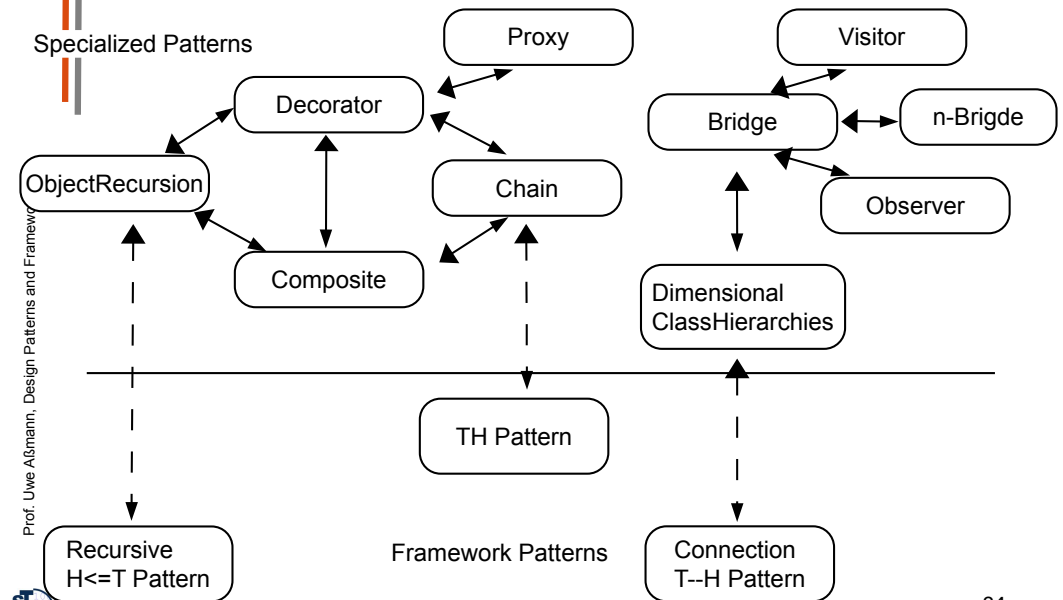 Specialized Patterns
Proxy
Visitor
Decorator
Bridge
n-Brigde
ObjectRecursion
Chain
Observer
Composite
Dimensional
ClassHierarchies
TH Pattern
Recursive
H<=T Pattern
Framework Patterns
Connection
T--H Pattern
Prof. Uwe Aßmann, Design Patterns and